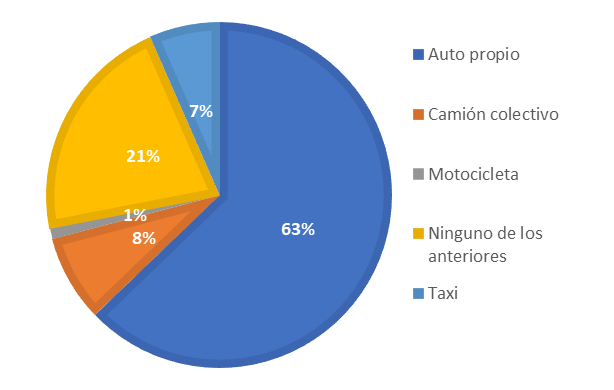 Auto propio
7%
Camión colectivo
21%
Motocicleta
1%
63%
8%
Ninguno de los
anteriores
Taxi